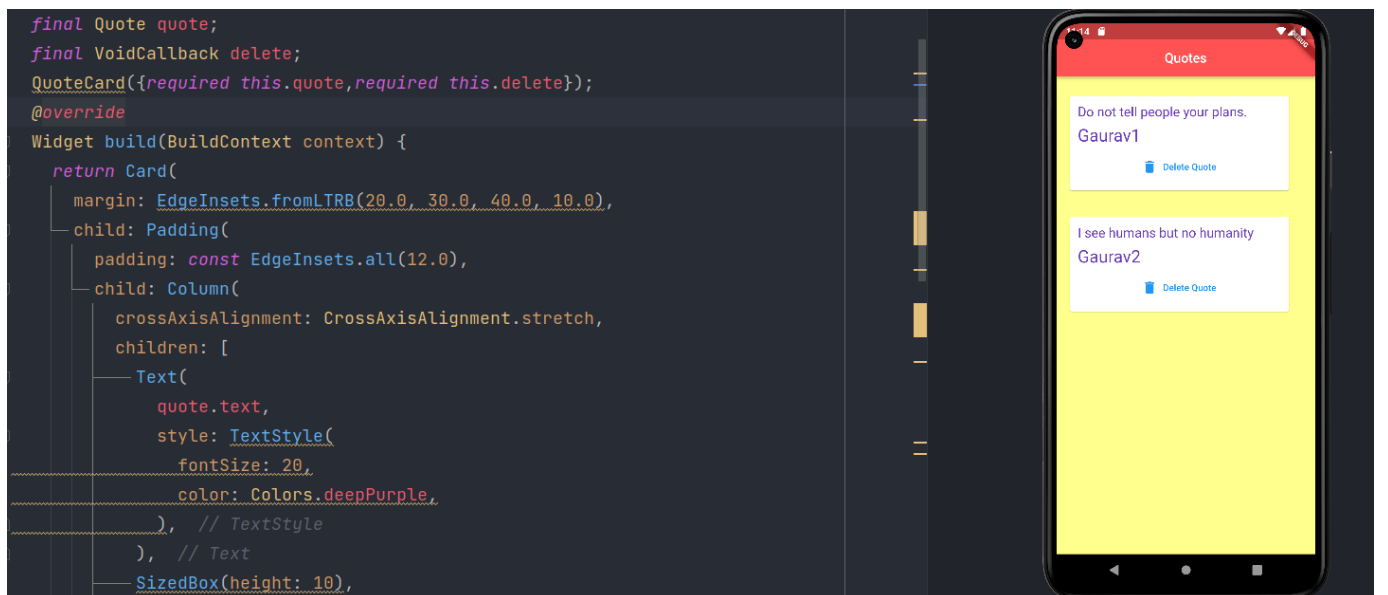 final Quote quote;
final VoidCallback delete;
QuoteCard({required this.quote,required this.delete});
@override
Widget build(BuildContext context) {
return Card(
margin: EdgeInsets.fromLTRB(20.0, 30.0, 40.0, 10.0),
child: Padding(
padding: const EdgeInsets.all(12.0),
child: Column(
crossAxisAlignment: CrossAxisAlignment.stretch,
children: [
Text(
quote.text,
style: TextStyle(
fontSize: 20,
color: Colors.deepPurple,
), // TextStyle
), // Text
SizedBox(height: 10),
DEBUG
Quotes
Do not tell people your plans.
Gaurav1
Delete Quote
I see humans but no humanity
Gaurav2
Delete Quote